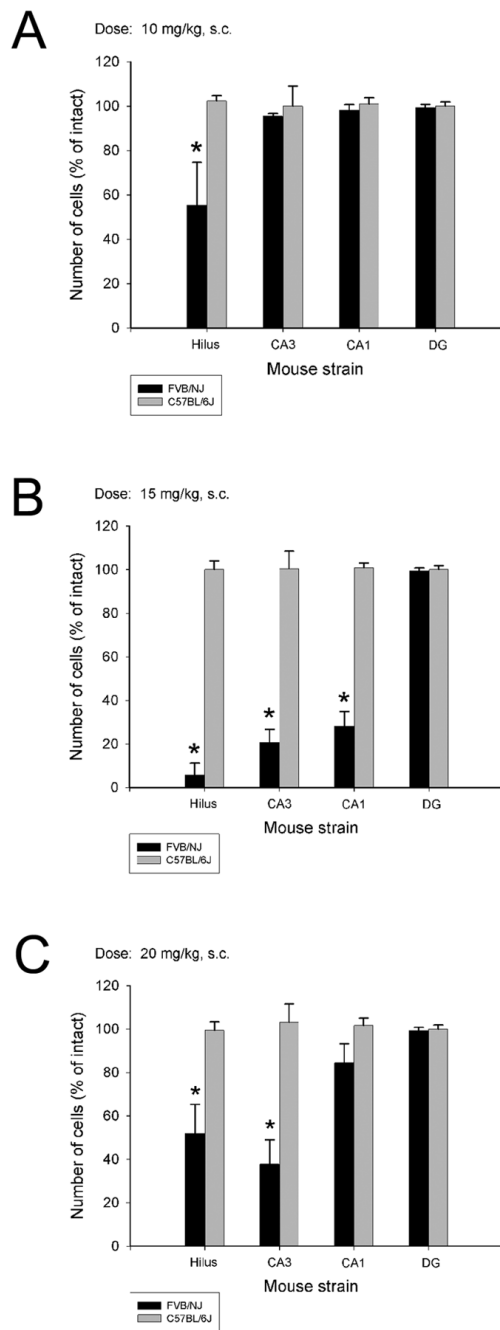 A
Dose: 10 mg/kg, s.c.
Number of cells (% of intact)
120
100
80
60
40
20
0
*
Hilus CA3 CA1 DG
Mouse strain
FVB/NJ
C57BL/6J
B
Dose: 15 mg/kg, s.c.
Number of cells (% of intact)
120
100
80
60
40
20
0
* * *
Hilus CA3 CA1 DG
Mouse strain
FVB/NJ
C57BL/6J
C
Dose: 20 mg/kg, s.c.
Number of cells (% of intact)
120
100
80
60
40
20
0
* *
Hilus CA3 CA1 DG
Mouse strain
FVB/NJ
C57BL/6J